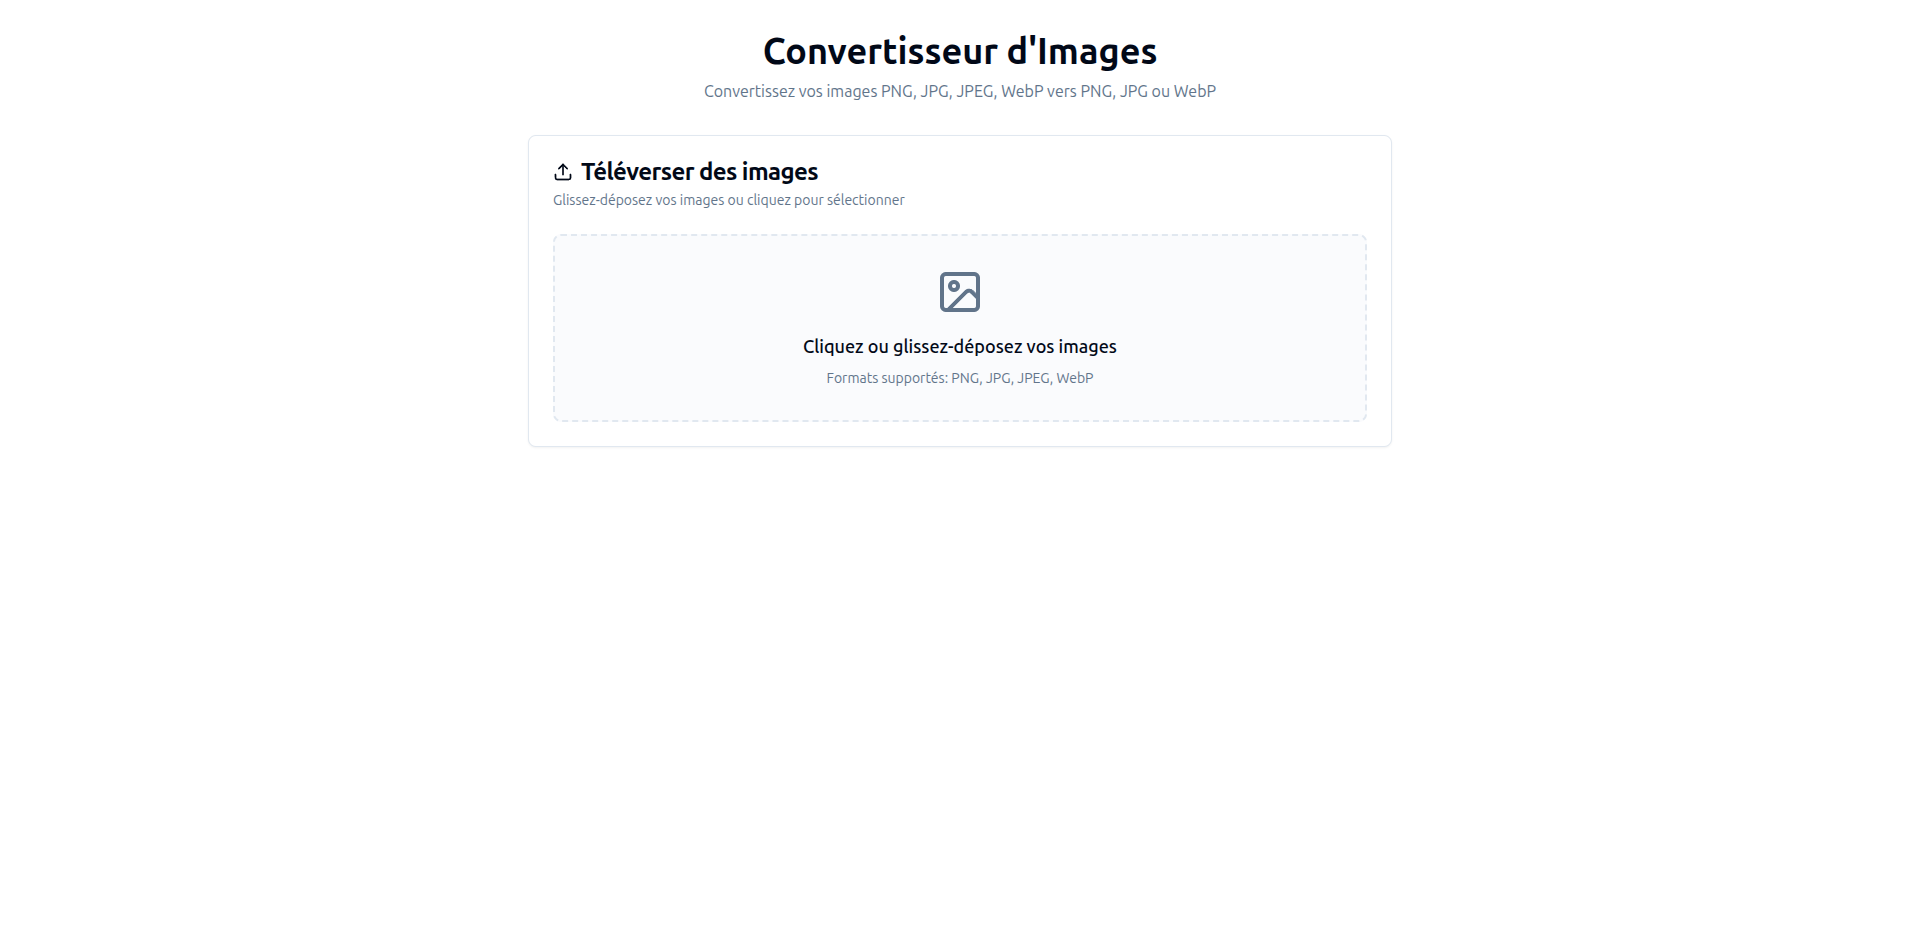 Convertisseur d'Images
Convertissez vos images PNG, JPG, JPEG, WebP vers PNG, JPG ou WebP
Téléverser des images
Glissez-déposez vos images ou cliquez pour sélectionner
Cliquez ou glissez-déposez vos images
Formats supportés: PNG, JPG, JPEG, WebP